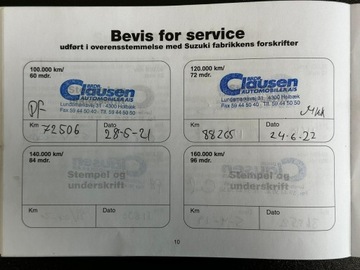 Bevis for service
udført i overensstemmelse med Suzuki fabrikkens forskrifter
100.000 km/
60 mdr.
Clausen
AUTOMOBILER A/S
Lundemarksvej 31 · 4300 Holbæk
DF
Km
72506
Dato
28-5-21
120.000 km/
72 mdr.
Clausen
AUTOMOBILER A/S
Lundemarksvej 31 · 4300 Holbæk
Km
88265
Dato
24-6-22
140.000 km/
84 mdr.
Stempel og
underskrift
Km
Dato
160.000 km/
96 mdr.
Stempel og
underskrift
Km
Dato
10